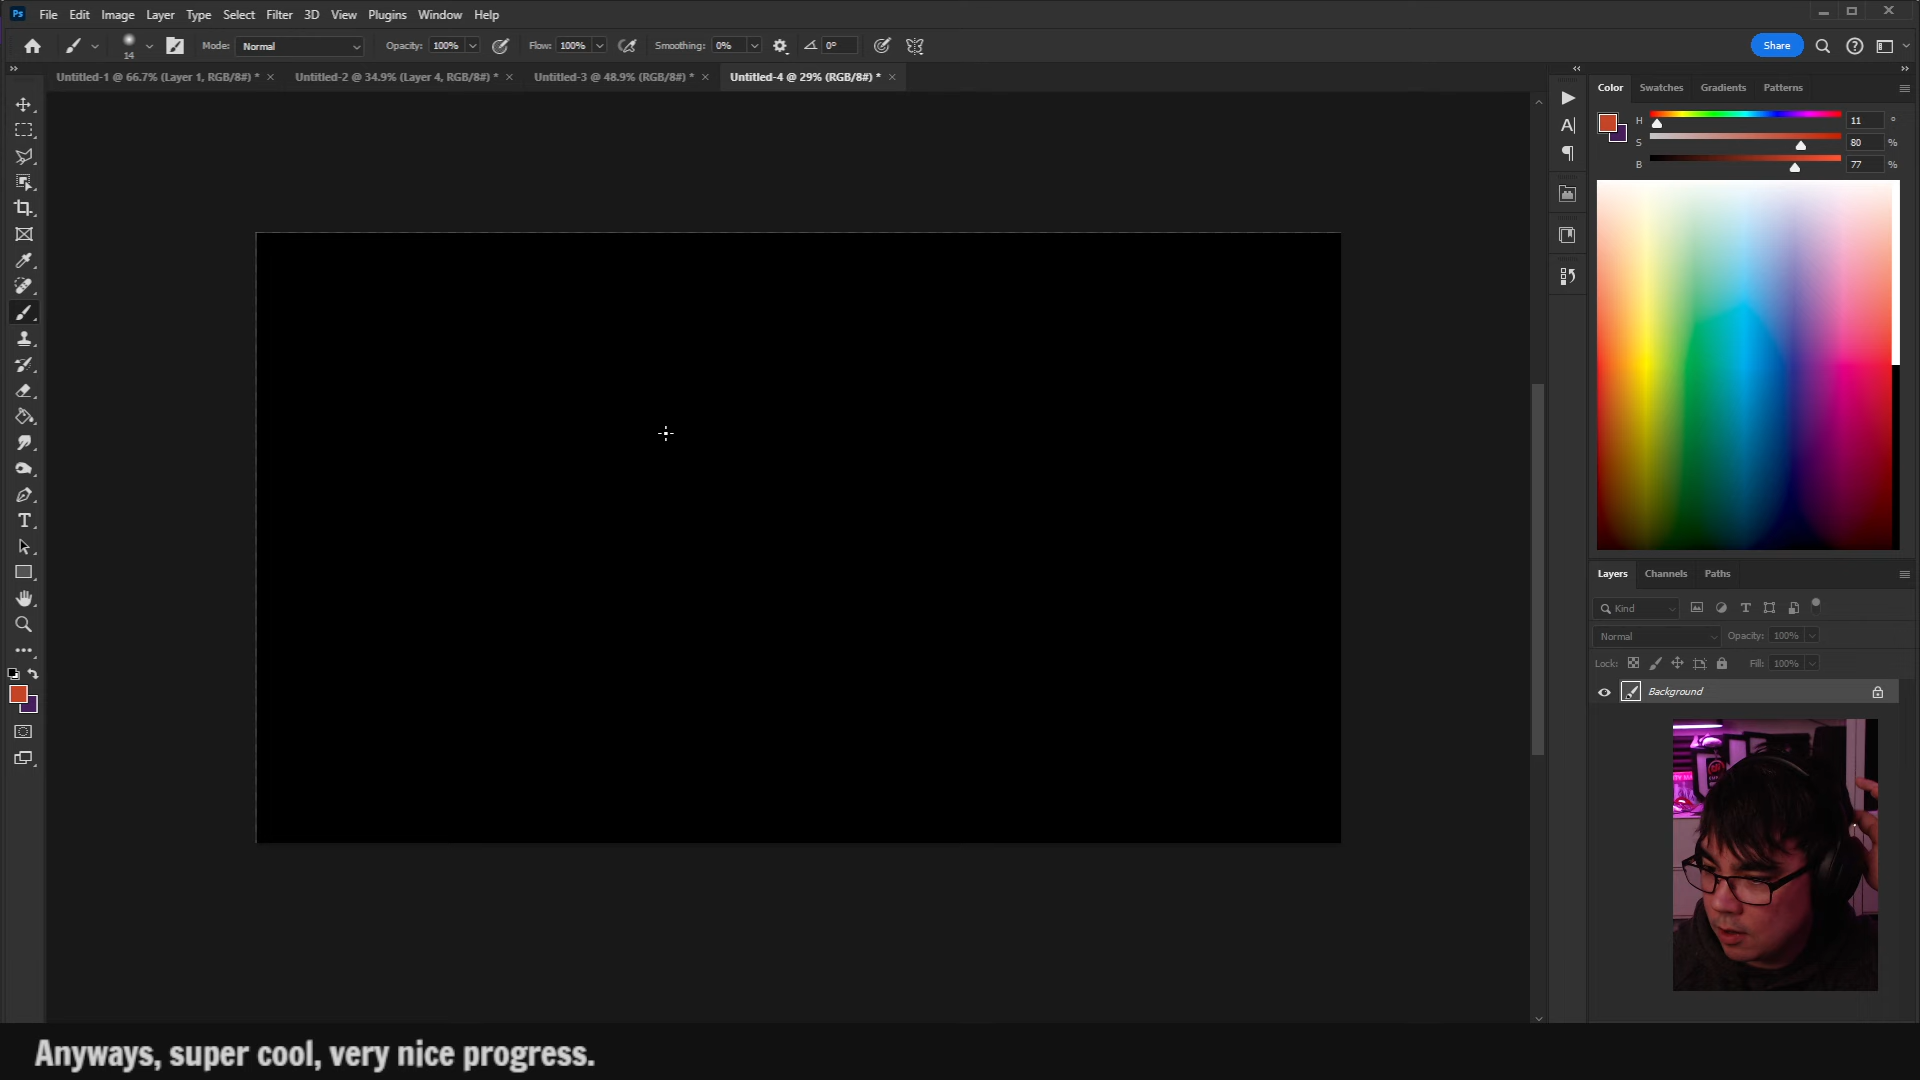 Ps File Edit Image Layer Type Select Filter 3D View Plugins Window Help
14 Mode: Normal Opacity: 100% Flow: 100% Smoothing: 0% 0° Share
Untitled-1 @ 66.7% (Layer 1, RGB/8#) * Untitled-2 @ 34.9% (Layer 4, RGB/8#) * Untitled-3 @ 48.9% (RGB/8#) * Untitled-4 @ 29% (RGB/8#) *
Color Swatches Gradients Patterns
H 11 °
S 80 %
B 77 %
Layers Channels Paths
Kind
Normal Opacity: 100%
Lock: Fill: 100%
Background
Anyways, super cool, very nice progress.